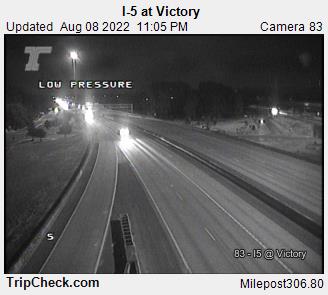 I-5 at Victory
Updated Aug 08 2022 11:05 PM Camera 83
T
LOW PRESSURE
S
83 - I5 @ Victory
TripCheck.com Milepost306.80